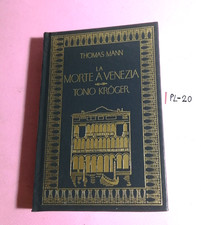 THOMAS MANN
LA
MORTE A VENEZIA
TONIO KRÖGER
PL-20